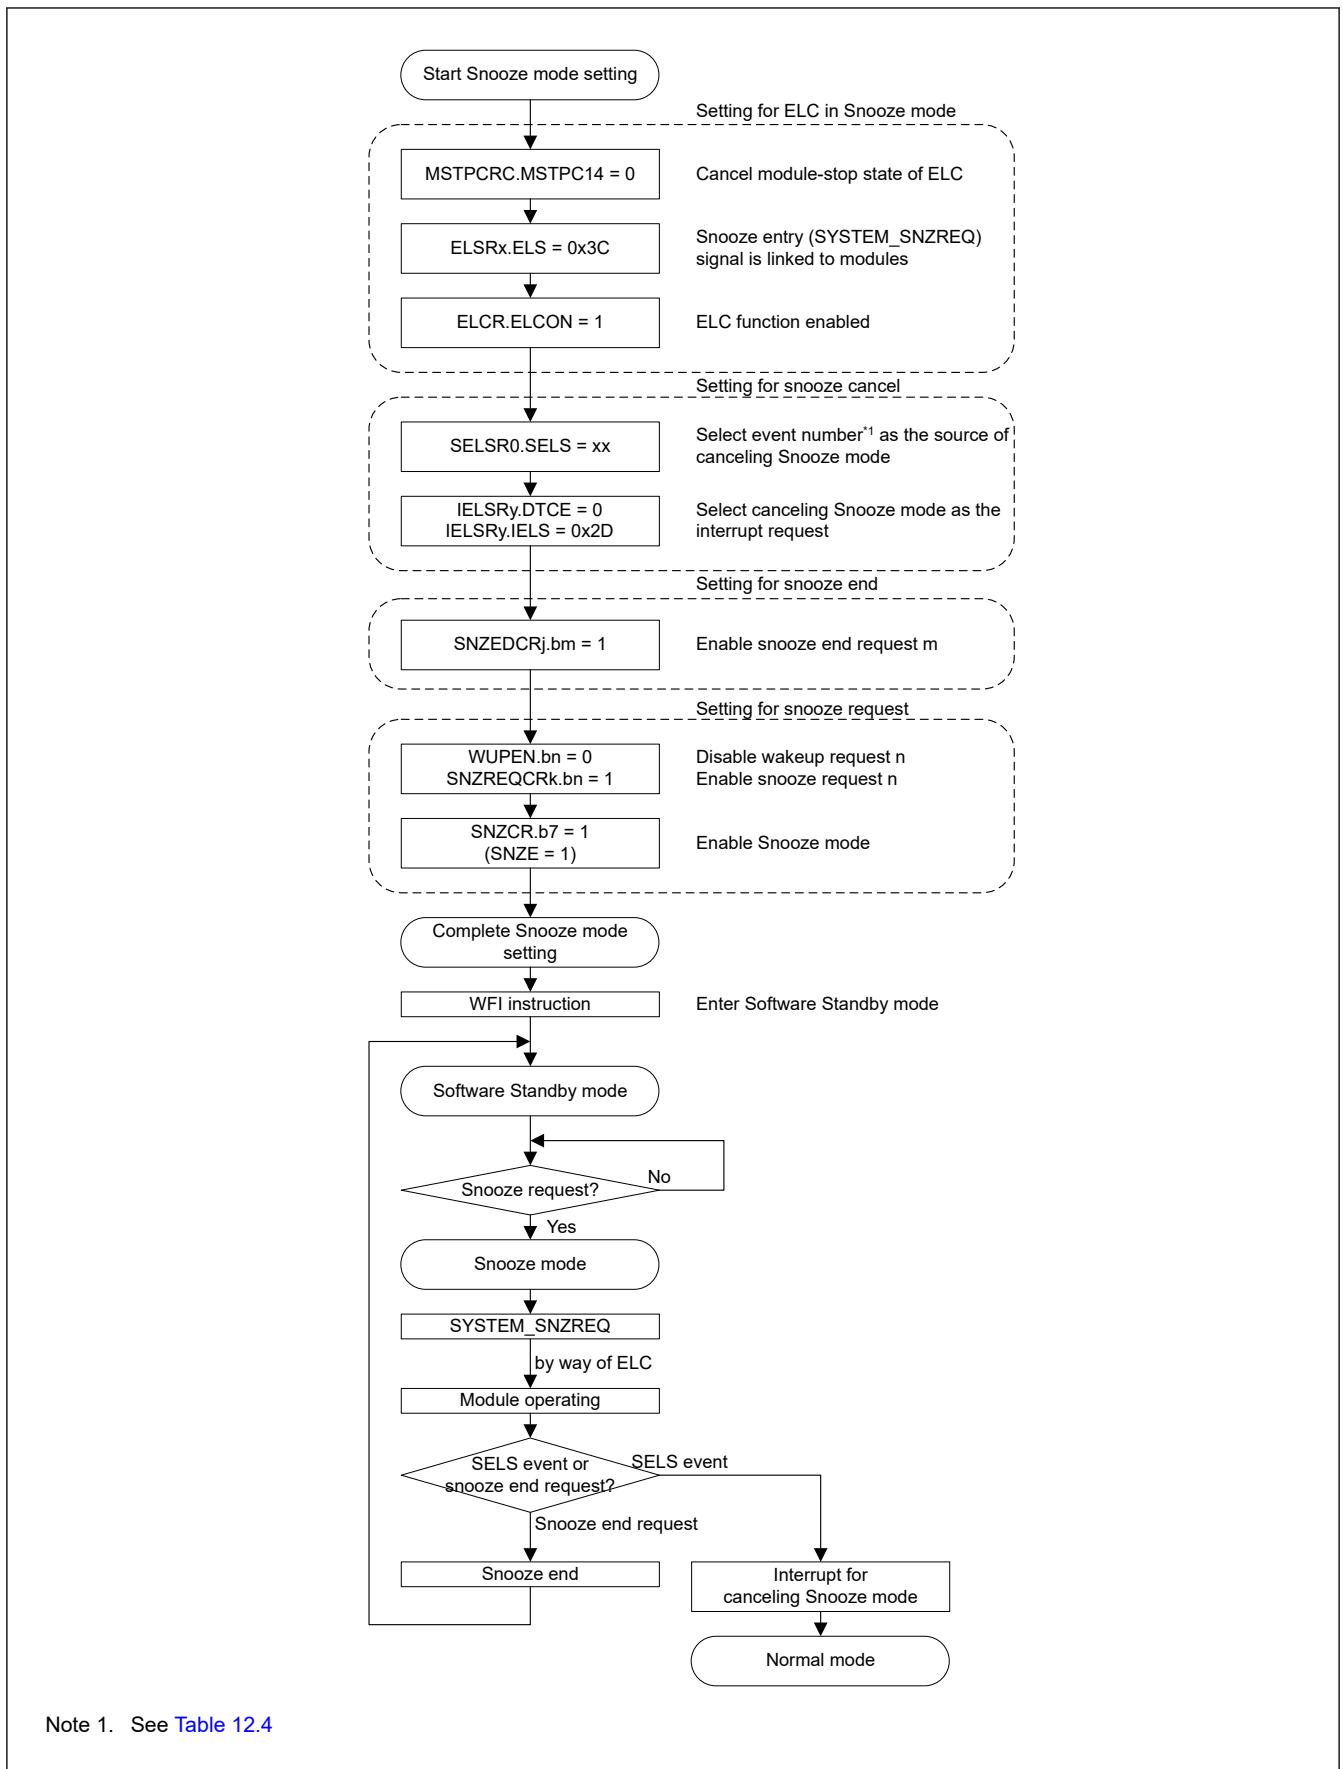 Start Snooze mode setting
Setting for ELC in Snooze mode
MSTPCRC.MSTPC14 = 0
Cancel module-stop state of ELC
ELSRx.ELS = 0x3C
Snooze entry (SYSTEM_SNZREQ)
signal is linked to modules
ELCR.ELCON = 1
ELC function enabled
Setting for snooze cancel
SELSR0.SELS = xx
Select event number*1 as the source of
canceling Snooze mode
IELSRy.DTCE = 0
IELSRy.IELS = 0x2D
Select canceling Snooze mode as the
interrupt request
Setting for snooze end
SNZEDCRj.bm = 1
Enable snooze end request m
Setting for snooze request
WUPEN.bn = 0
SNZREQCRk.bn = 1
Disable wakeup request n
Enable snooze request n
SNZCR.b7 = 1
(SNZE = 1)
Enable Snooze mode
Complete Snooze mode
setting
WFI instruction
Enter Software Standby mode
Software Standby mode
Snooze request?
No
Yes
Snooze mode
SYSTEM_SNZREQ
by way of ELC
Module operating
SELS event or
snooze end request?
SELS event
Snooze end request
Snooze end
Interrupt for
canceling Snooze mode
Normal mode
Note 1. See Table 12.4